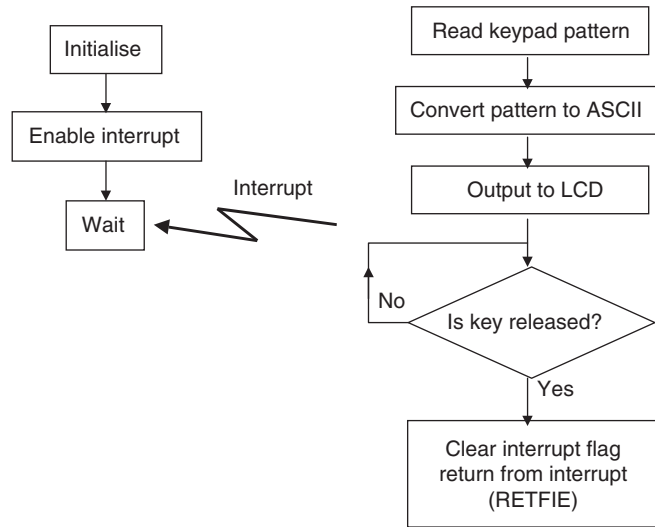 Initialise
Enable interrupt
Wait
Interrupt
Read keypad pattern
Convert pattern to ASCII
Output to LCD
No
Is key released?
Yes
Clear interrupt flag
return from interrupt
(RETFIE)